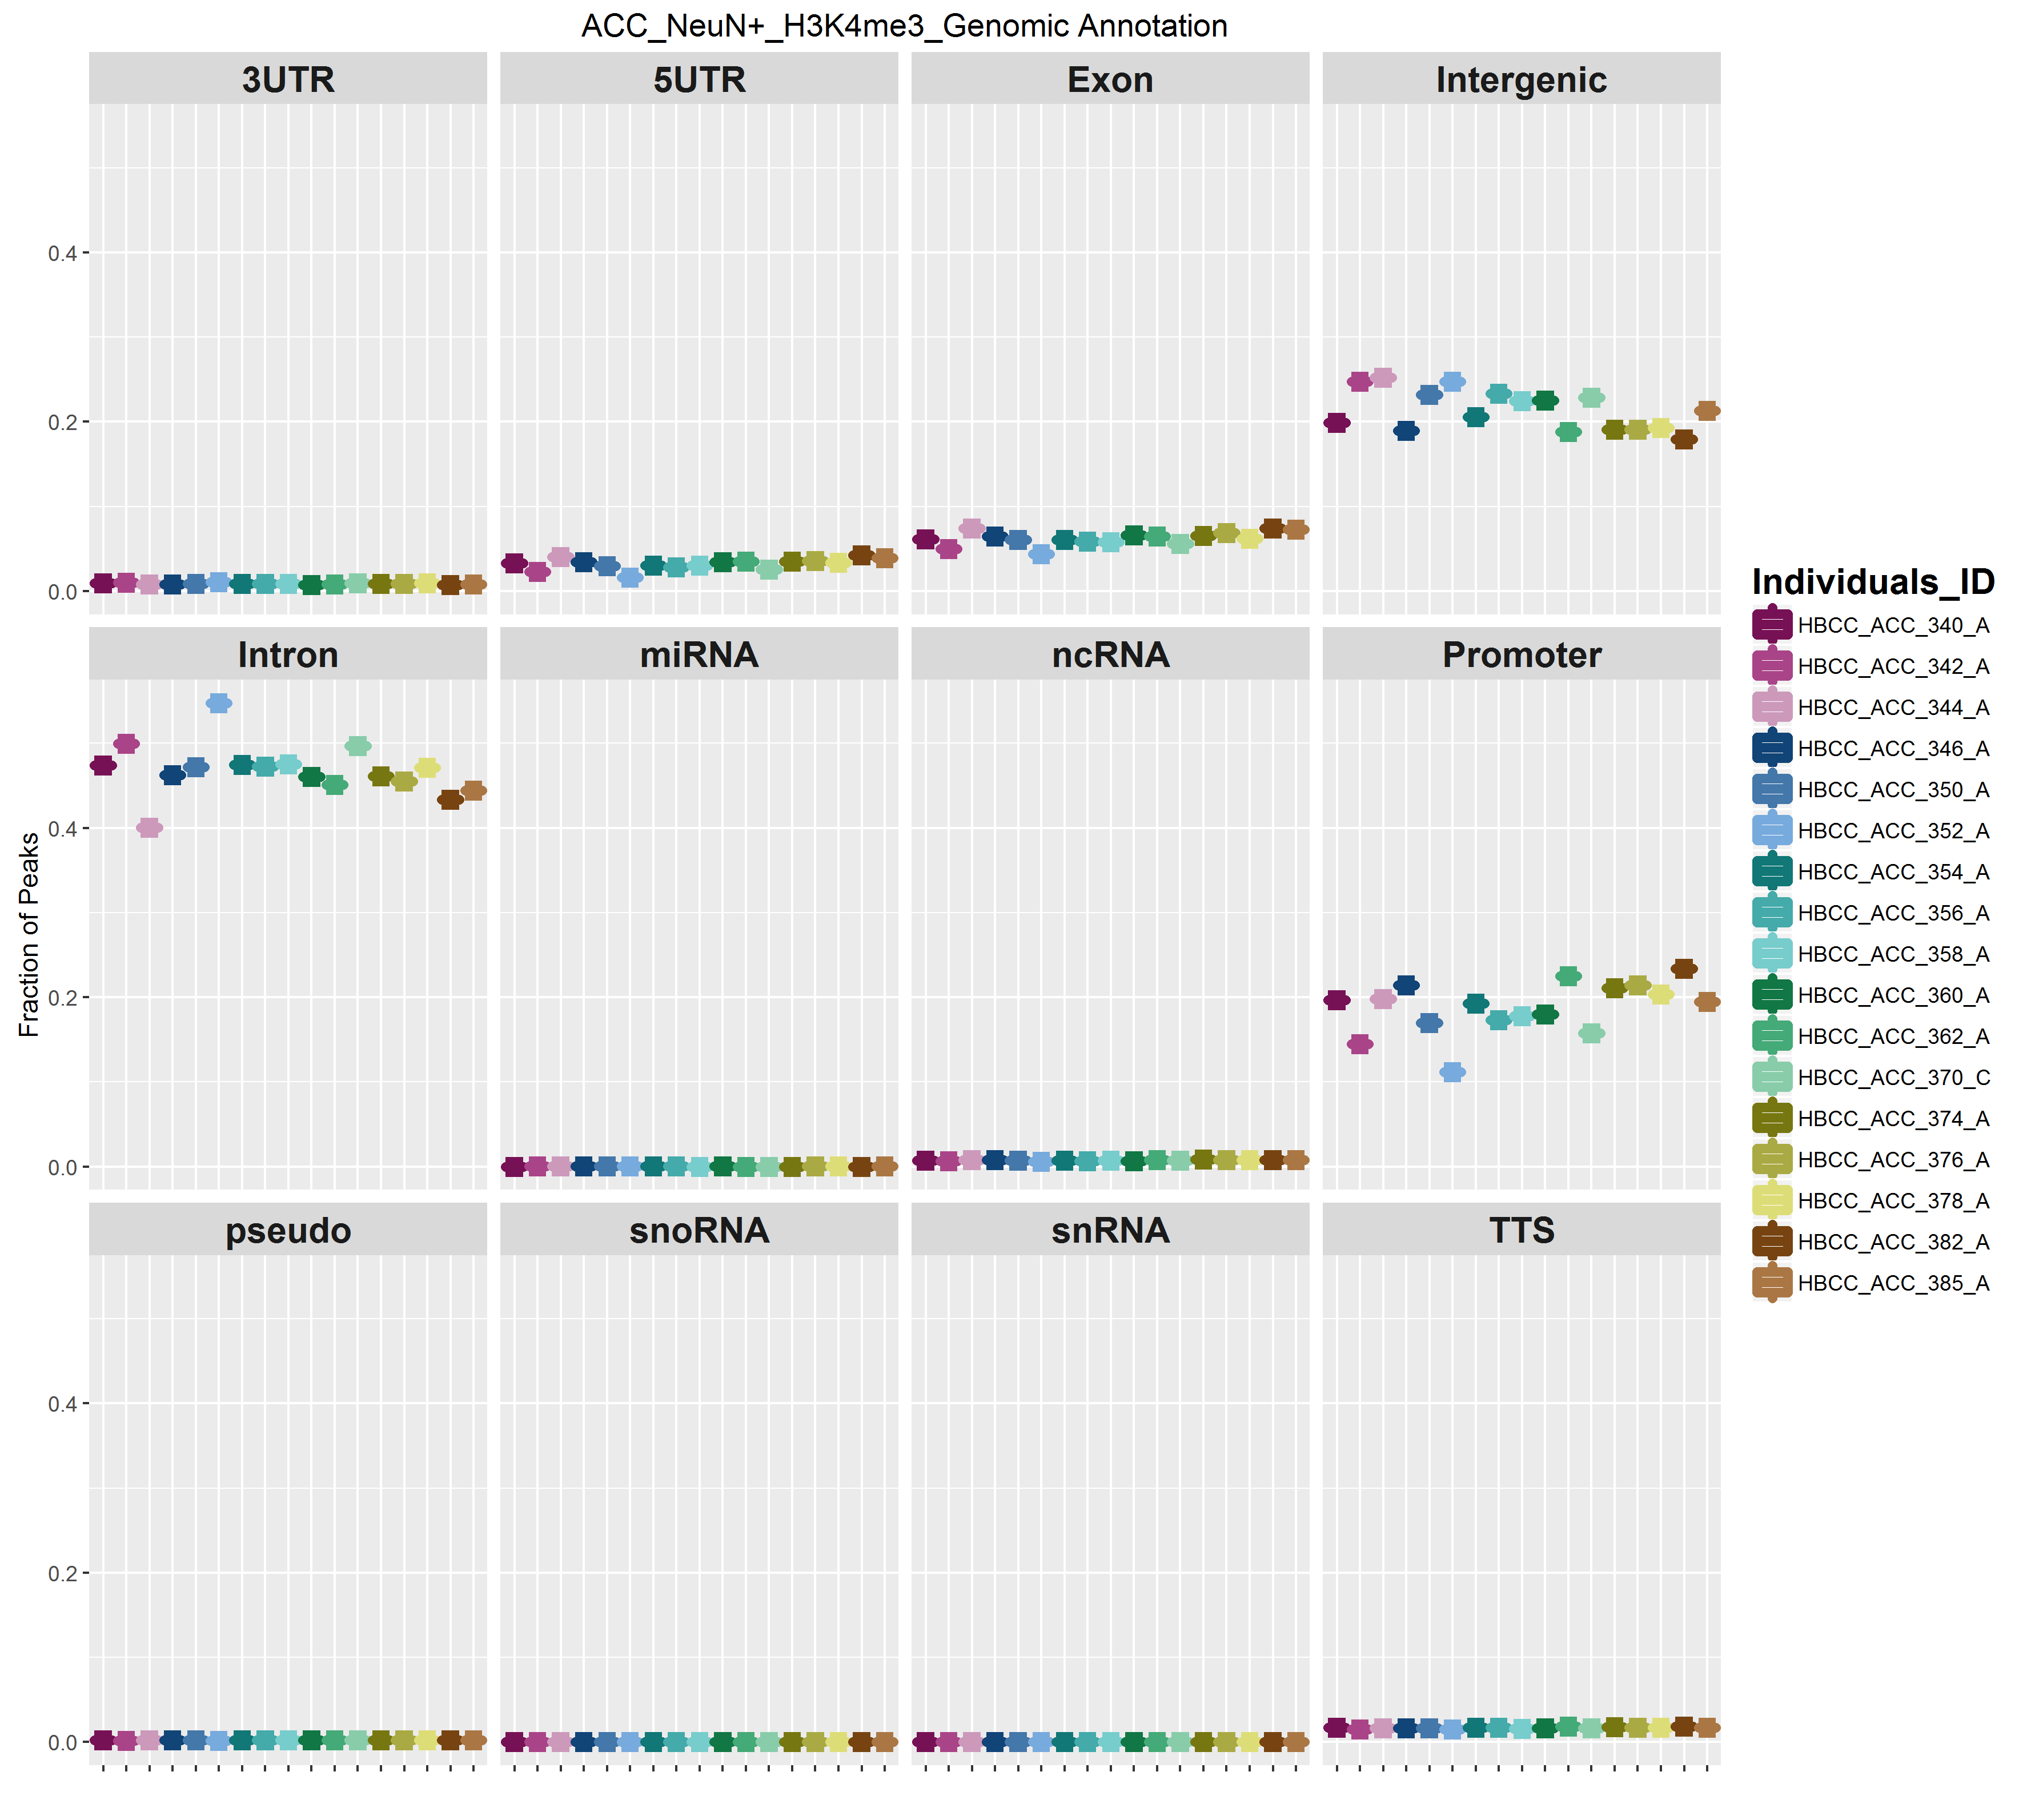 ACC_NeuN+_H3K4me3_Genomic Annotation
3UTR
5UTR
Exon
Intergenic
0.4
0.2
0.0
Intron
miRNA
ncRNA
Promoter
0.4
0.2
0.0
pseudo
snoRNA
snRNA
TTS
0.4
0.2
0.0
Fraction of Peaks
Individuals_ID
HBCC_ACC_340_A
HBCC_ACC_342_A
HBCC_ACC_344_A
HBCC_ACC_346_A
HBCC_ACC_350_A
HBCC_ACC_352_A
HBCC_ACC_354_A
HBCC_ACC_356_A
HBCC_ACC_358_A
HBCC_ACC_360_A
HBCC_ACC_362_A
HBCC_ACC_370_C
HBCC_ACC_374_A
HBCC_ACC_376_A
HBCC_ACC_378_A
HBCC_ACC_382_A
HBCC_ACC_385_A